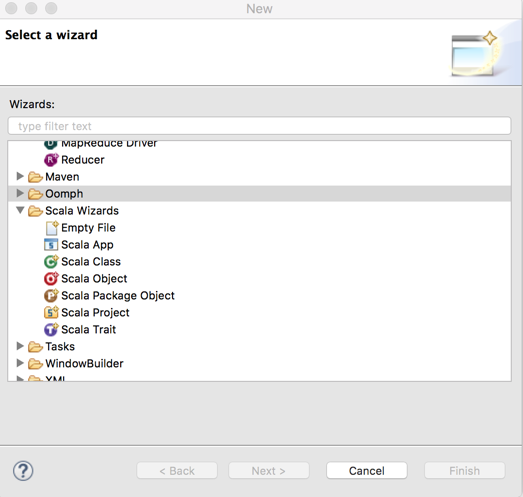 New
Select a wizard
Wizards:
type filter text
MapReduce Driver
Reducer
Maven
Oomph
Scala Wizards
Empty File
Scala App
Scala Class
Scala Object
Scala Package Object
Scala Project
Scala Trait
Tasks
WindowBuilder
XML
? < Back Next > Cancel Finish